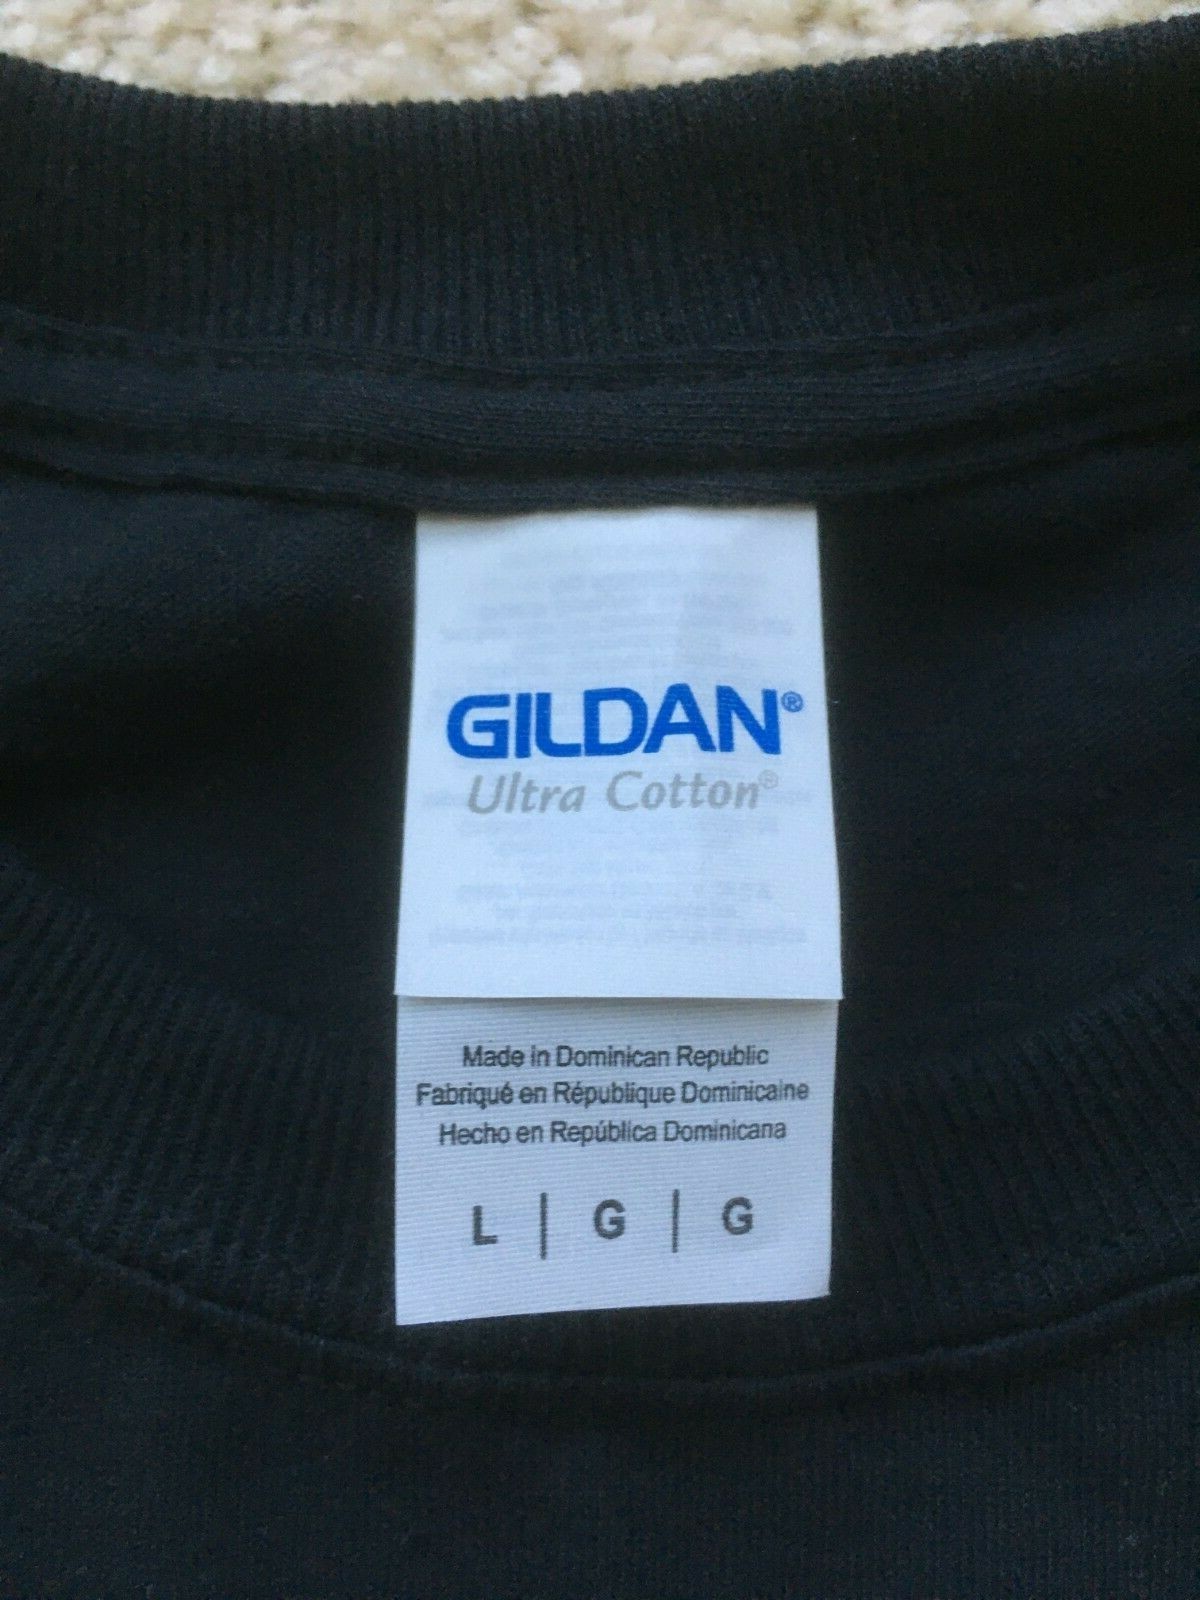 GILDAN®
Ultra Cotton®
Made in Dominican Republic
Fabriqué en République Dominicaine
Hecho en República Dominicana
L | G | G